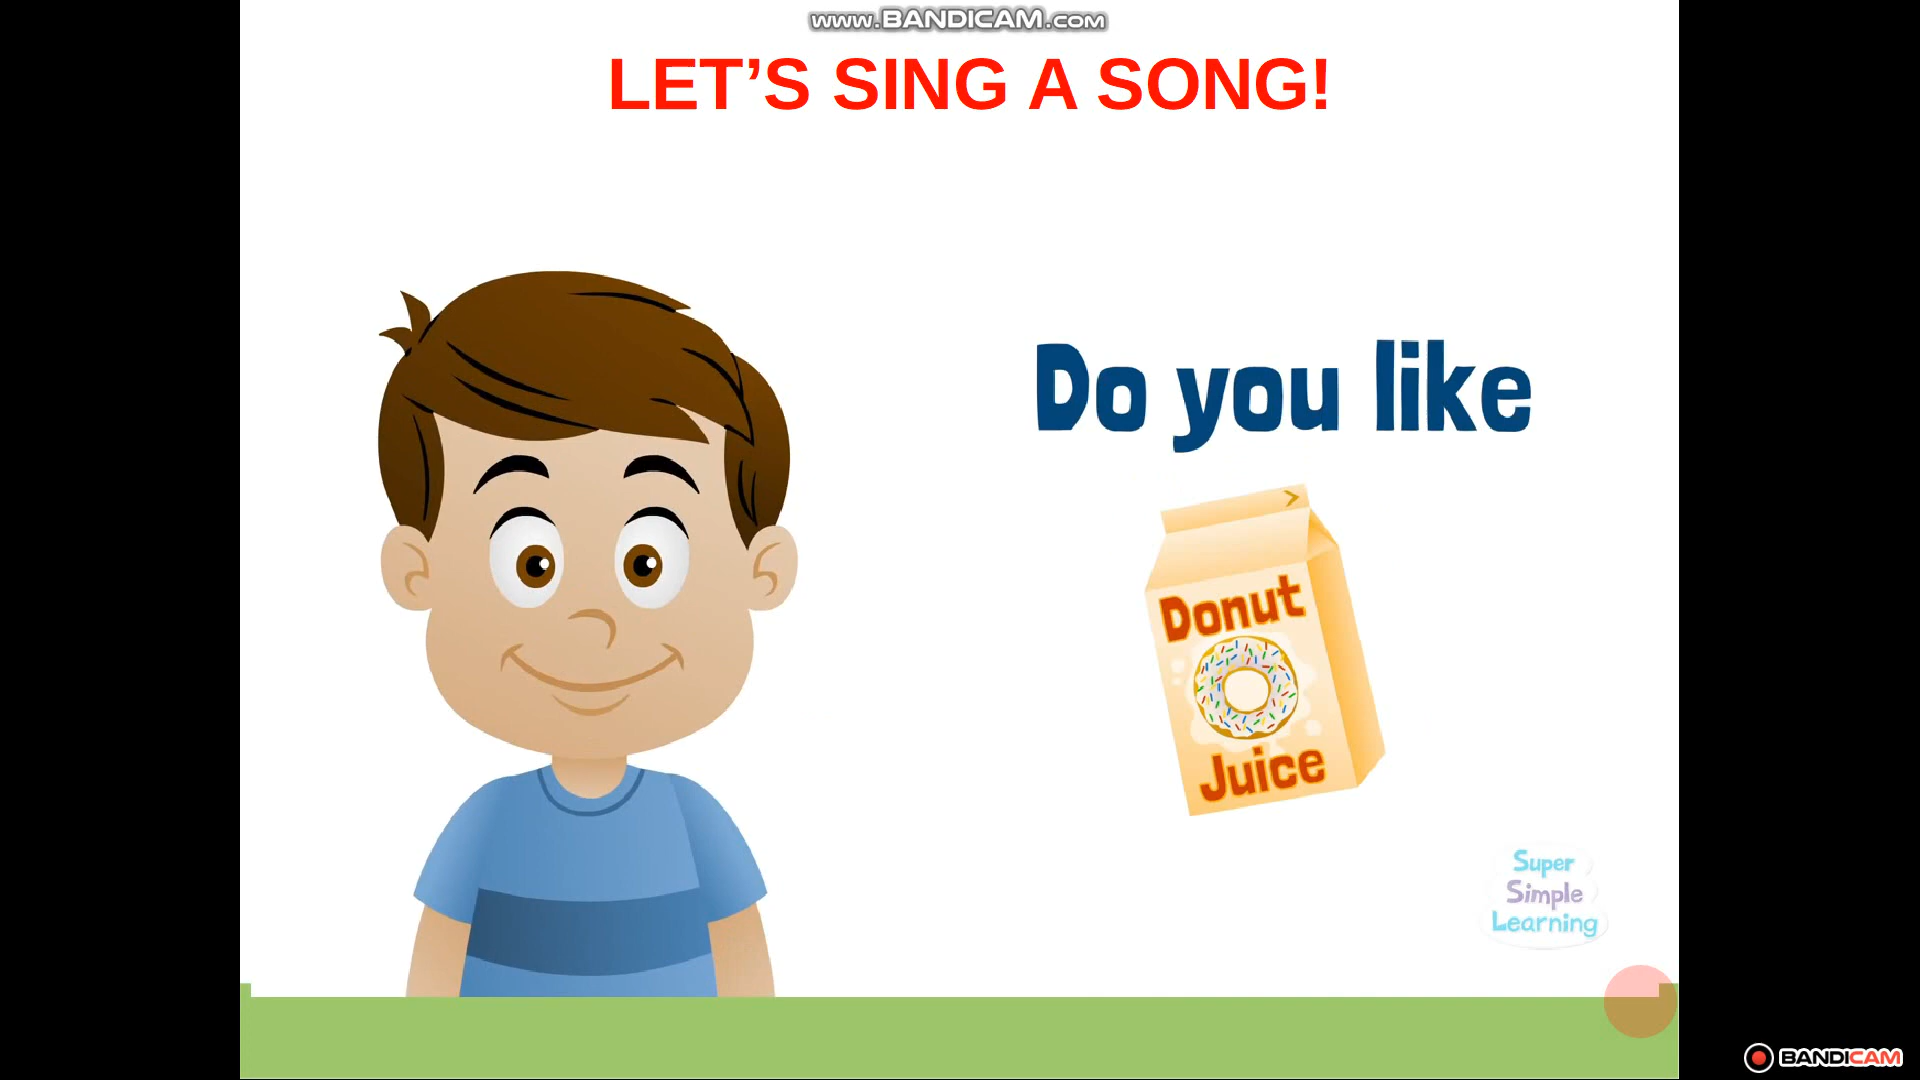 www.BANDICAM.com
LET’S SING A SONG!
Do you like
Donut
Juice
Super
Simple
Learning
BANDICAM